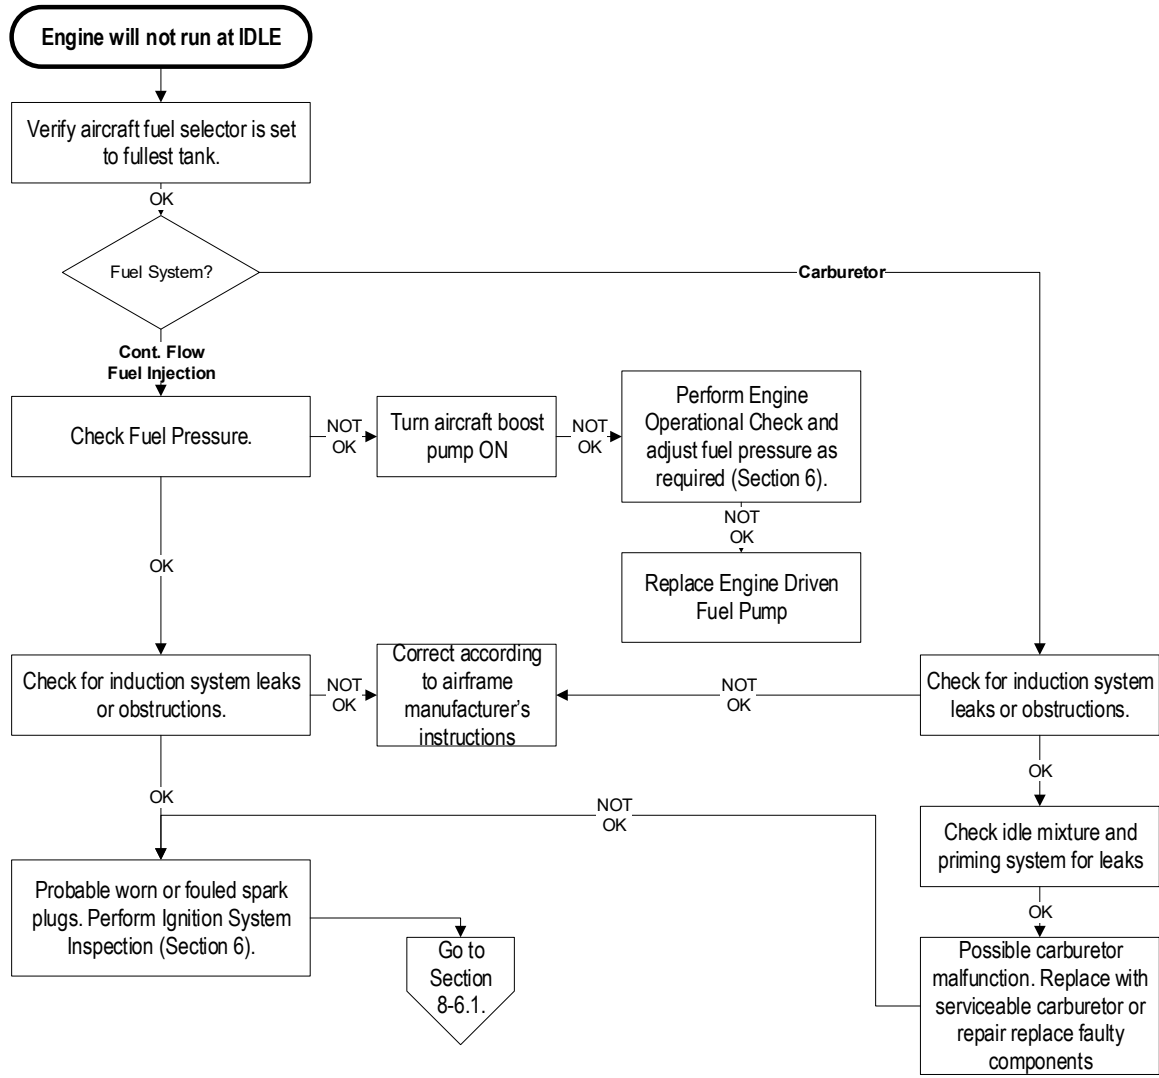 Engine will not run at IDLE
Verify aircraft fuel selector is set
to fullest tank.
OK
Fuel System?
Carburetor
Cont. Flow
Fuel Injection
Check Fuel Pressure.
NOT
OK
Turn aircraft boost
pump ON
NOT
OK
Perform Engine
Operational Check and
adjust fuel pressure as
required (Section 6).
NOT
OK
Replace Engine Driven
Fuel Pump
OK
Check for induction system leaks
or obstructions.
NOT
OK
Correct according
to airframe
manufacturer’s
instructions
NOT
OK
Check for induction system
leaks or obstructions.
OK
Check idle mixture and
priming system for leaks
OK
Possible carburetor
malfunction. Replace with
serviceable carburetor or
repair replace faulty
components
NOT
OK
OK
Probable worn or fouled spark
plugs. Perform Ignition System
Inspection (Section 6).
Go to
Section
8-6.1.